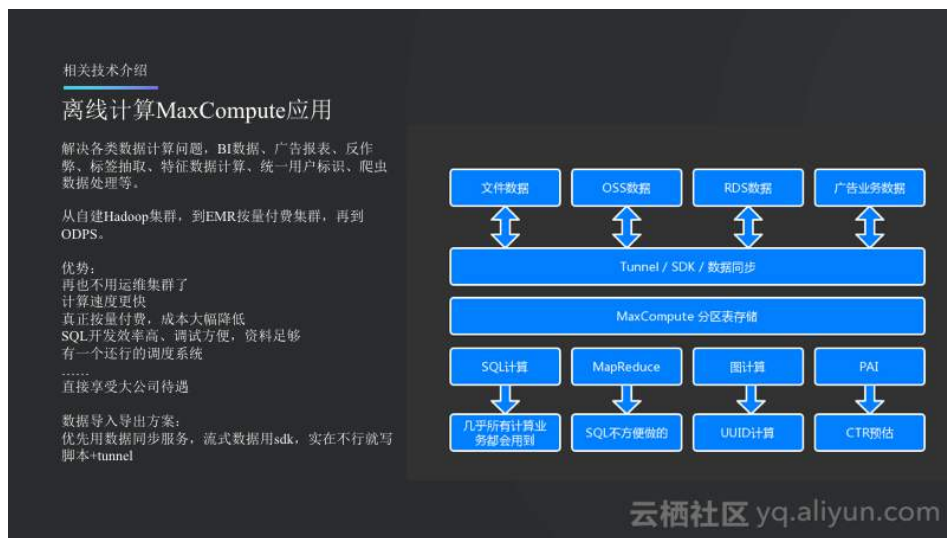 相关技术介绍
离线计算MaxCompute应用
解决各类数据计算问题，BI数据、广告报表、反作
弊、标签抽取、特征数据计算、统一用户标识、爬虫
数据处理等。
从自建Hadoop集群，到EMR按量付费集群，再到
ODPS。
优势：
再也不用运维集群了
计算速度更快
真正按量付费，成本大幅降低
SQL开发效率高、调试方便，资料足够
有一个还行的调度系统
……
直接享受大公司待遇
数据导入导出方案：
优先用数据同步服务，流式数据用sdk，实在不行就写
脚本+tunnel
文件数据
OSS数据
RDS数据
广告业务数据
Tunnel / SDK / 数据同步
MaxCompute 分区表存储
SQL计算
MapReduce
图计算
PAI
几乎所有计算业
务都会用到
SQL不方便做的
UUID计算
CTR预估
云栖社区 yq.aliyun.com